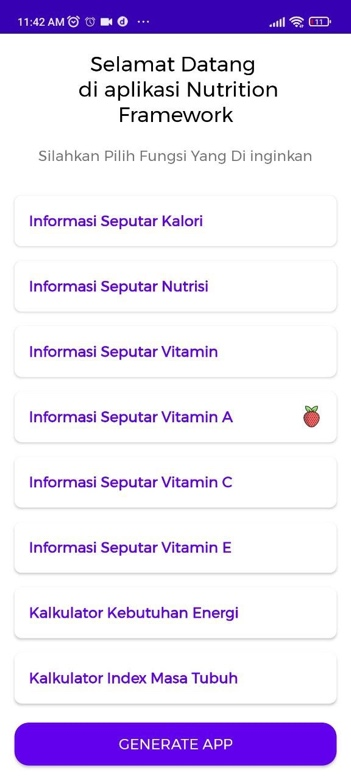 11:42 AM
11
Selamat Datang
di aplikasi Nutrition
Framework
Silahkan Pilih Fungsi Yang Di inginkan
Informasi Seputar Kalori
Informasi Seputar Nutrisi
Informasi Seputar Vitamin
Informasi Seputar Vitamin A
Informasi Seputar Vitamin C
Informasi Seputar Vitamin E
Kalkulator Kebutuhan Energi
Kalkulator Index Masa Tubuh
GENERATE APP